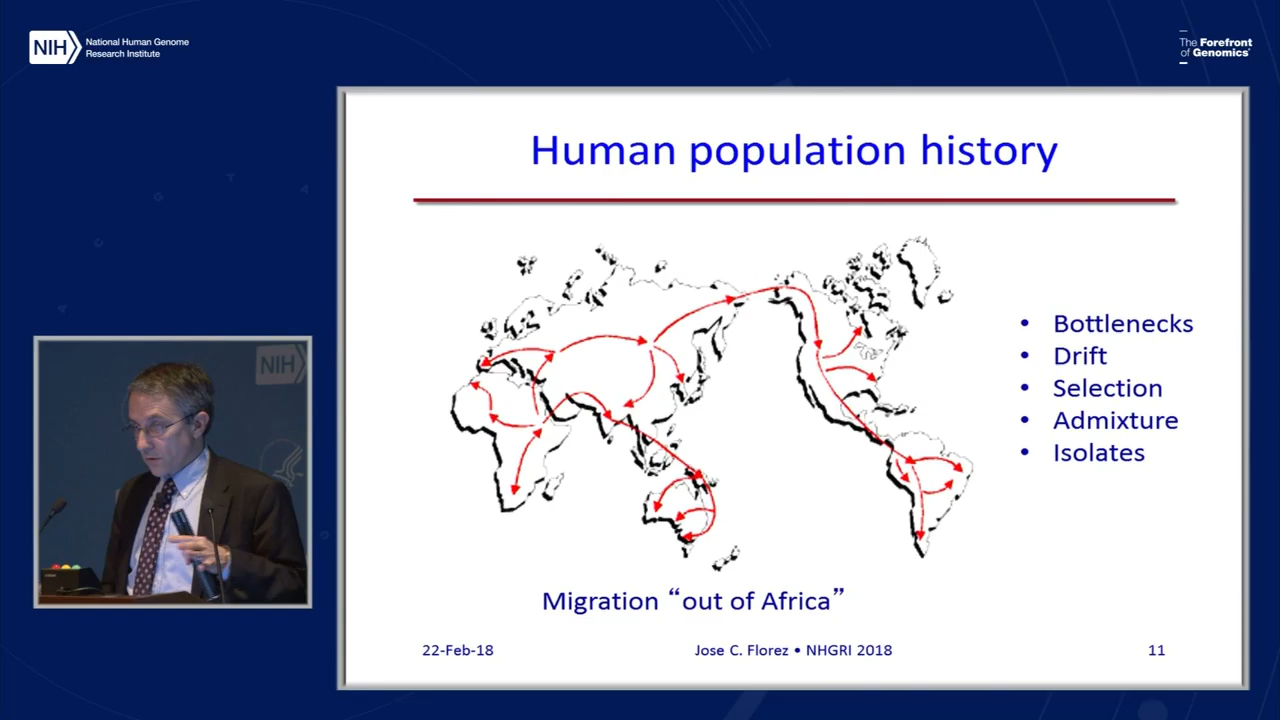 NIH
National Human Genome
Research Institute
The Forefront
of Genomics®
Human population history
• Bottlenecks
• Drift
• Selection
• Admixture
• Isolates
Migration “out of Africa”
22-Feb-18
Jose C. Florez • NHGRI 2018
11
NIH